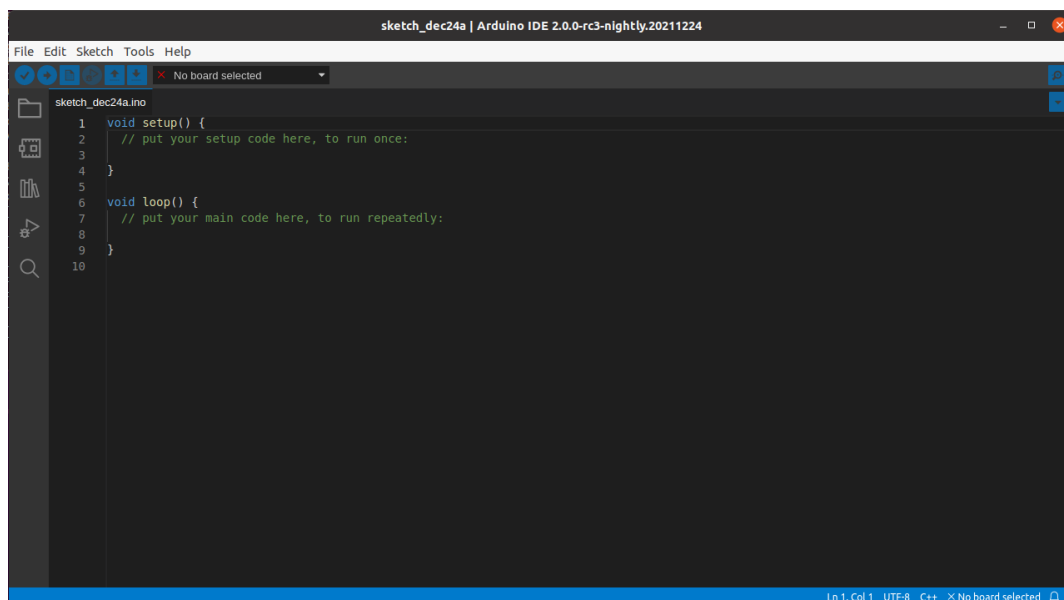 sketch_dec24a | Arduino IDE 2.0.0-rc3-nightly.20211224
File Edit Sketch Tools Help
No board selected
sketch_dec24a.ino
1 void setup() {
2 // put your setup code here, to run once:
3
4 }
5
6 void loop() {
7 // put your main code here, to run repeatedly:
8
9 }
10
Ln 1, Col 1 UTF-8 C++ No board selected